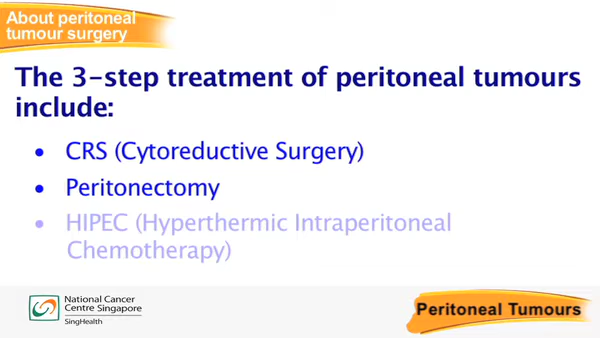 About peritoneal
tumour surgery
The 3-step treatment of peritoneal tumours
include:
• CRS (Cytoreductive Surgery)
• Peritonectomy
• HIPEC (Hyperthermic Intraperitoneal
Chemotherapy)
National Cancer
Centre Singapore
SingHealth
Peritoneal Tumours